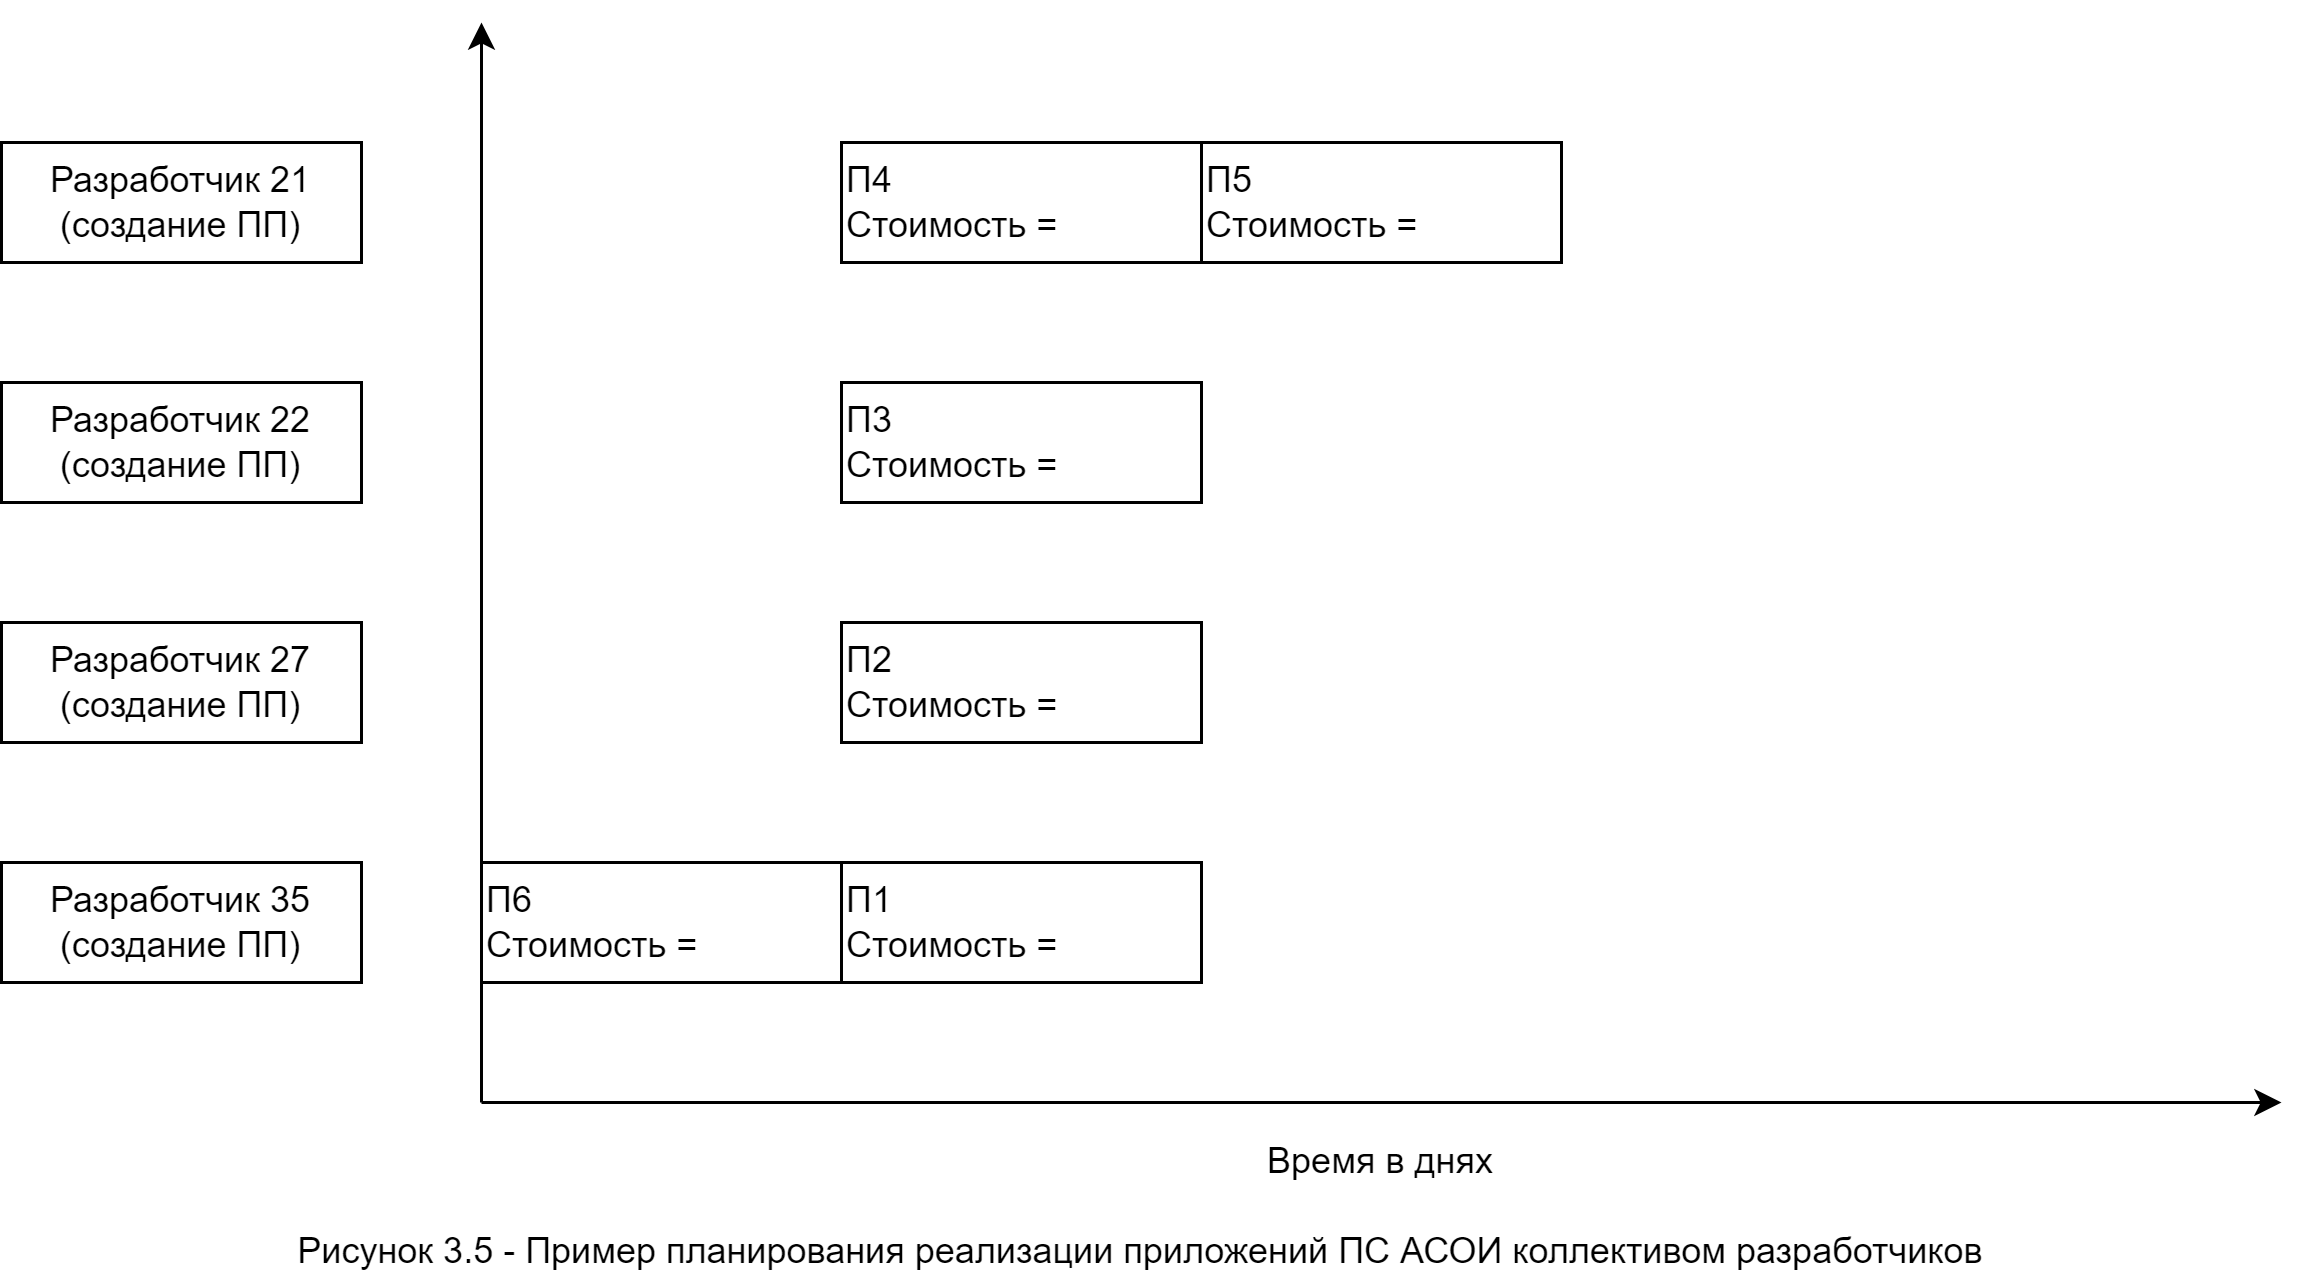 Разработчик 21
(создание ПП)
П4
Стоимость =
П5
Стоимость =
Разработчик 22
(создание ПП)
П3
Стоимость =
Разработчик 27
(создание ПП)
П2
Стоимость =
Разработчик 35
(создание ПП)
П6
Стоимость =
П1
Стоимость =
Время в днях
Рисунок 3.5 - Пример планирования реализации приложений ПС АСОИ коллективом разработчиков